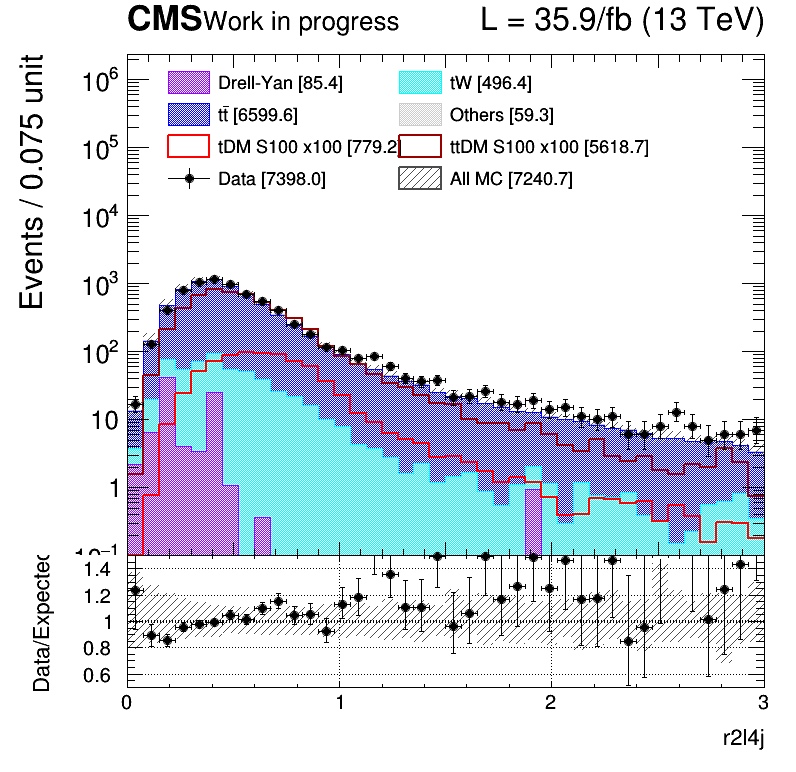 CMS Work in progress L = 35.9/fb (13 TeV)
Events / 0.075 unit
Drell-Yan [85.4] tW [496.4]
tt̄ [6599.6] Others [59.3]
tDM S100 x100 [779.2] ttDM S100 x100 [5618.7]
Data [7398.0] All MC [7240.7]
10⁶
10⁵
10⁴
10³
10²
10
1
10⁻¹
Data/Expected
1.4
1.2
1
0.8
0.6
0 1 2 3
r2l4j